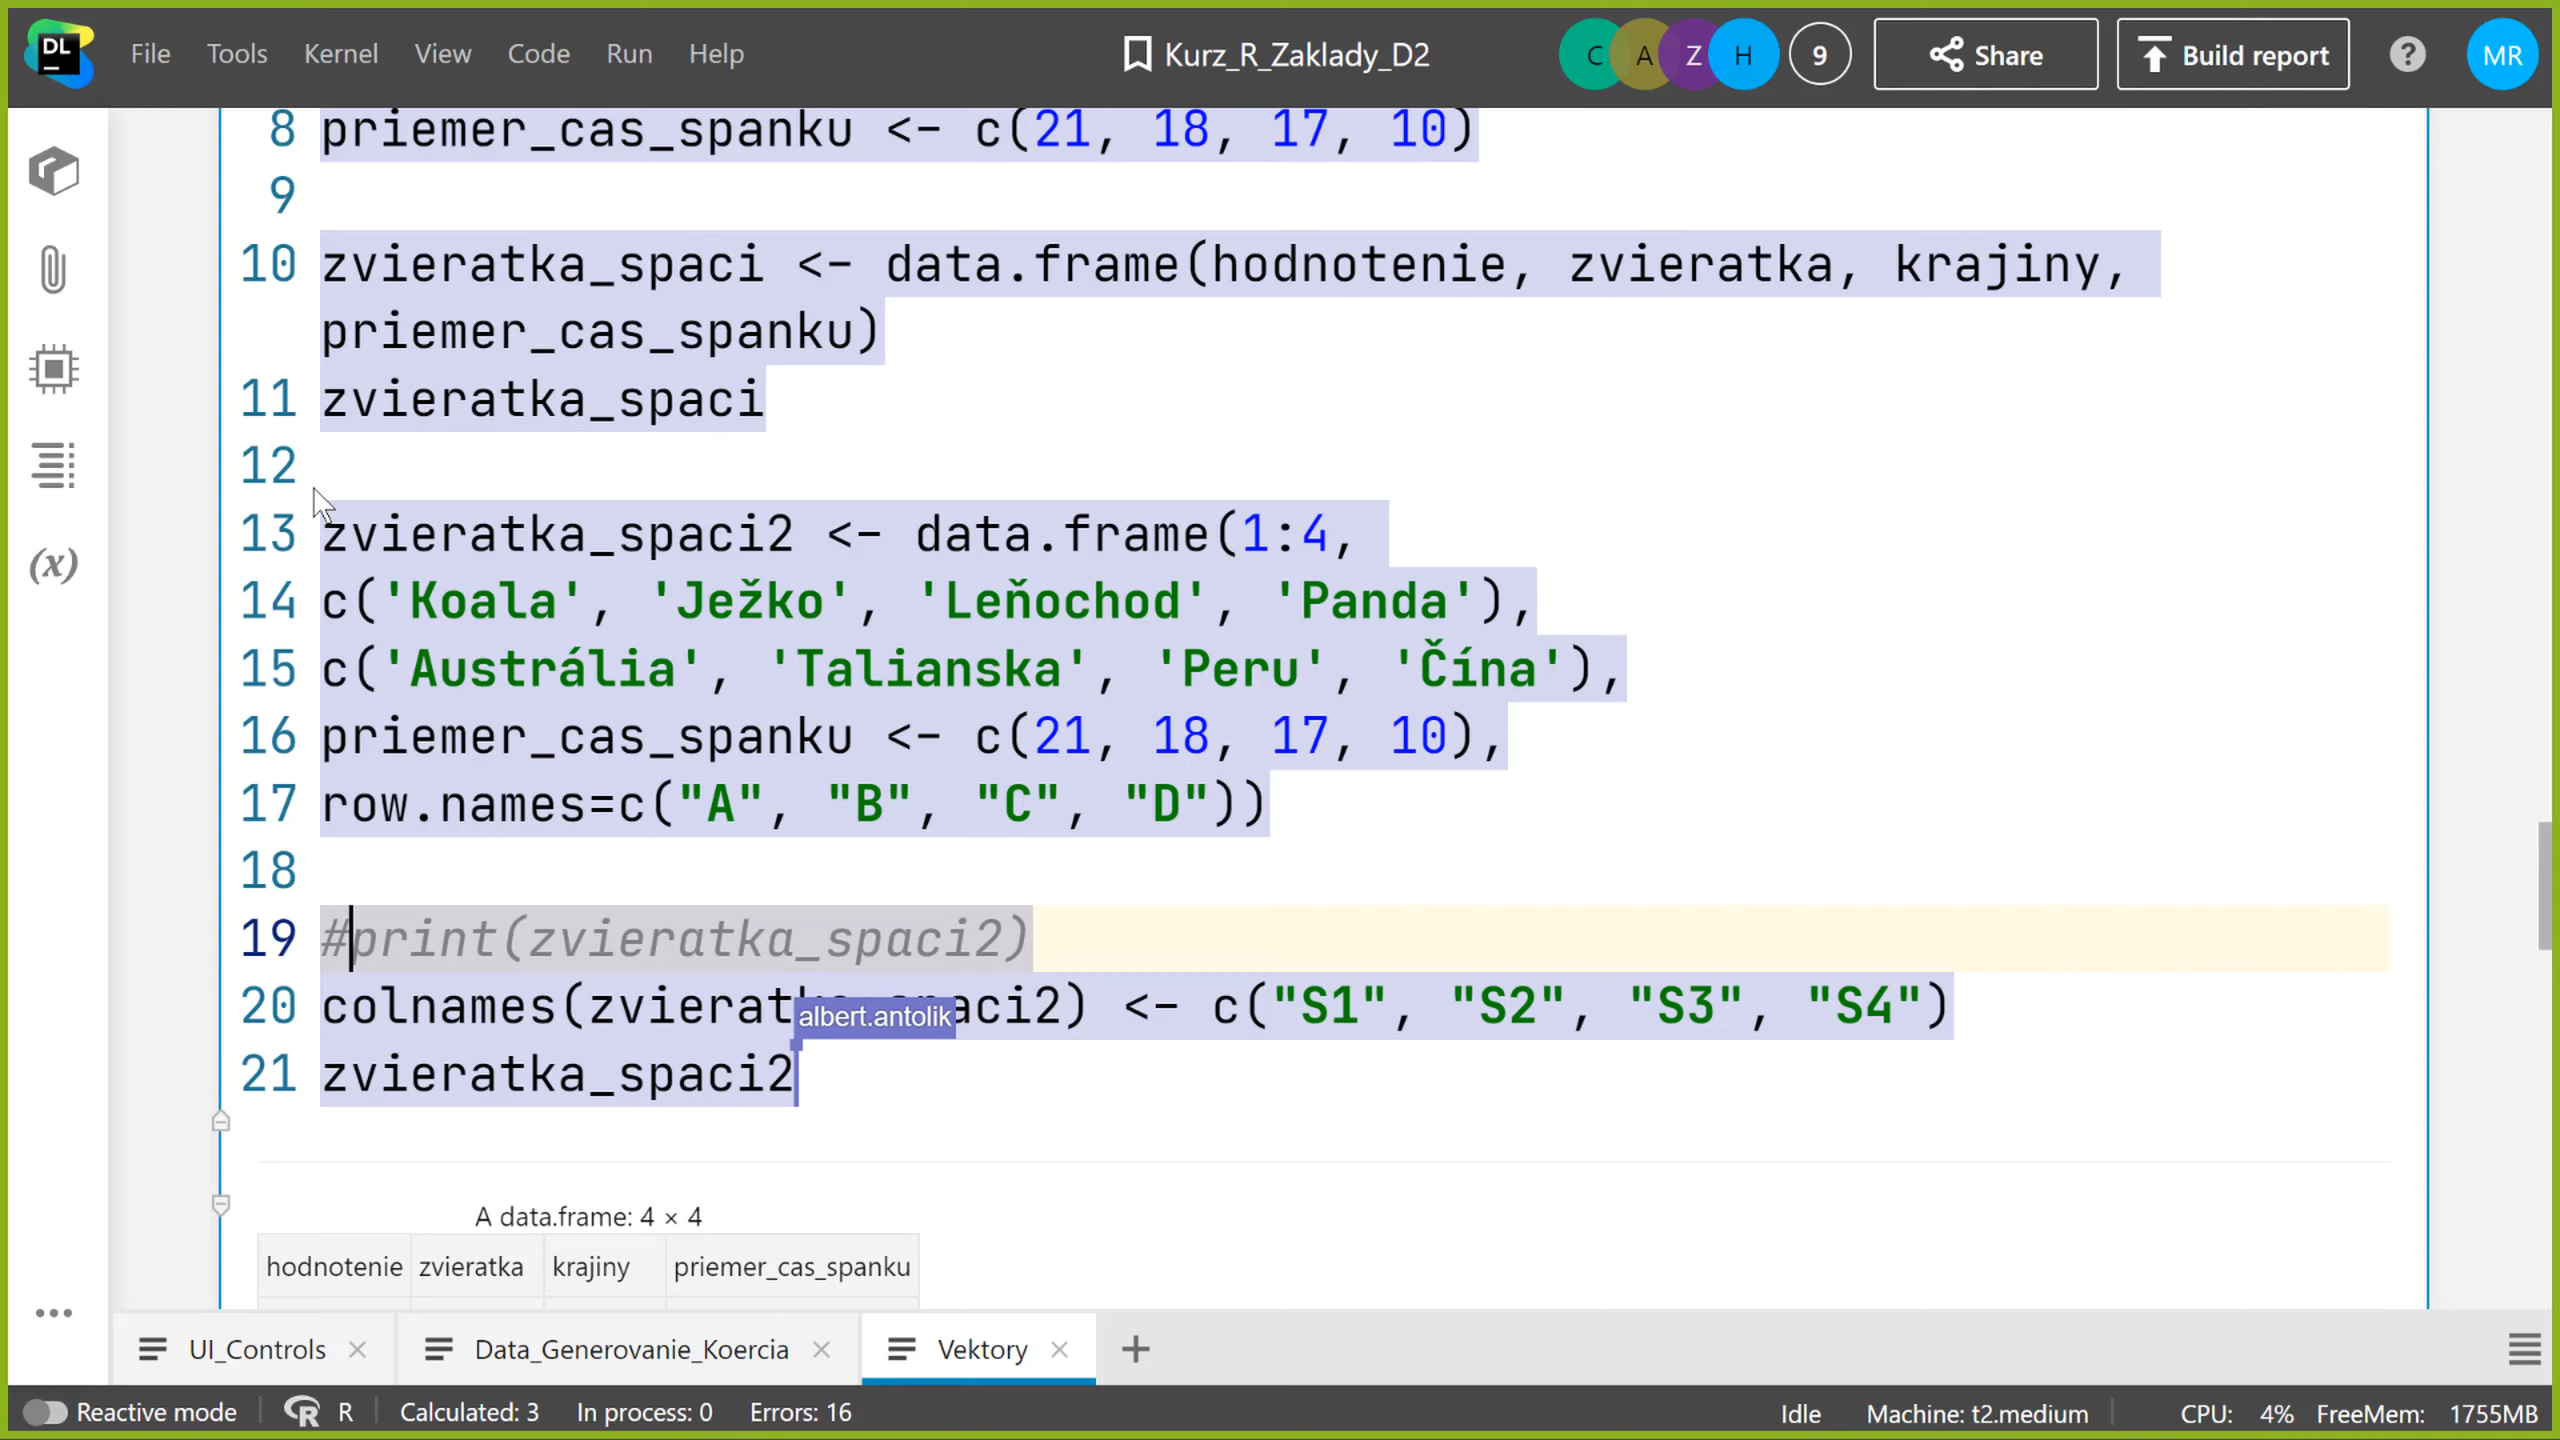 DL
File Tools Kernel View Code Run Help
Kurz_R_Zaklady_D2
C A Z H 9 Share Build report ? MR
8 priemer_cas_spanku <- c(21, 18, 17, 10)
9
10 zvieratka_spaci <- data.frame(hodnotenie, zvieratka, krajiny,
priemer_cas_spanku)
11 zvieratka_spaci
12
13 zvieratka_spaci2 <- data.frame(1:4,
14 c('Koala', 'Ježko', 'Leňochod', 'Panda'),
15 c('Austrália', 'Talianska', 'Peru', 'Čína'),
16 priemer_cas_spanku <- c(21, 18, 17, 10),
17 row.names=c("A", "B", "C", "D"))
18
19 #print(zvieratka_spaci2)
20 colnames(zvieratka_spaci2) <- c("S1", "S2", "S3", "S4")
albert.antolik
21 zvieratka_spaci2
(x)
A data.frame: 4 × 4
hodnotenie zvieratka krajiny priemer_cas_spanku
UI_Controls Data_Generovanie_Koercia Vektory
Reactive mode R R Calculated: 3 In process: 0 Errors: 16 Idle Machine: t2.medium CPU: 4% FreeMem: 1755MB